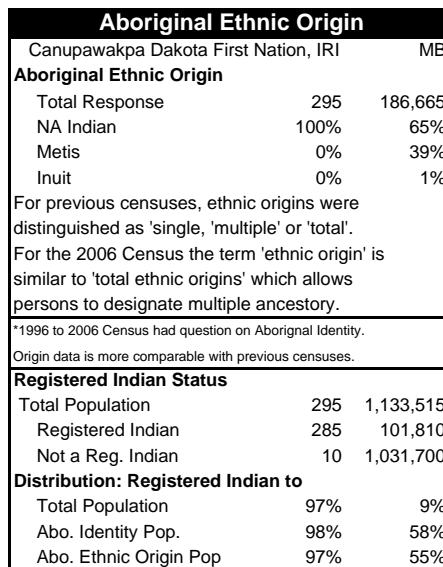 Aboriginal Ethnic Origin
Canupawakpa Dakota First Nation, IRI MB
Aboriginal Ethnic Origin
Total Response 295 186,665
NA Indian 100% 65%
Metis 0% 39%
Inuit 0% 1%
For previous censuses, ethnic origins were
distinguished as 'single, 'multiple' or 'total'.
For the 2006 Census the term 'ethnic origin' is
similar to 'total ethnic origins' which allows
persons to designate multiple ancestory.
*1996 to 2006 Census had question on Aborignal Identity.
Origin data is more comparable with previous censuses.
Registered Indian Status
Total Population 295 1,133,515
Registered Indian 285 101,810
Not a Reg. Indian 10 1,031,700
Distribution: Registered Indian to
Total Population 97% 9%
Abo. Identity Pop. 98% 58%
Abo. Ethnic Origin Pop 97% 55%